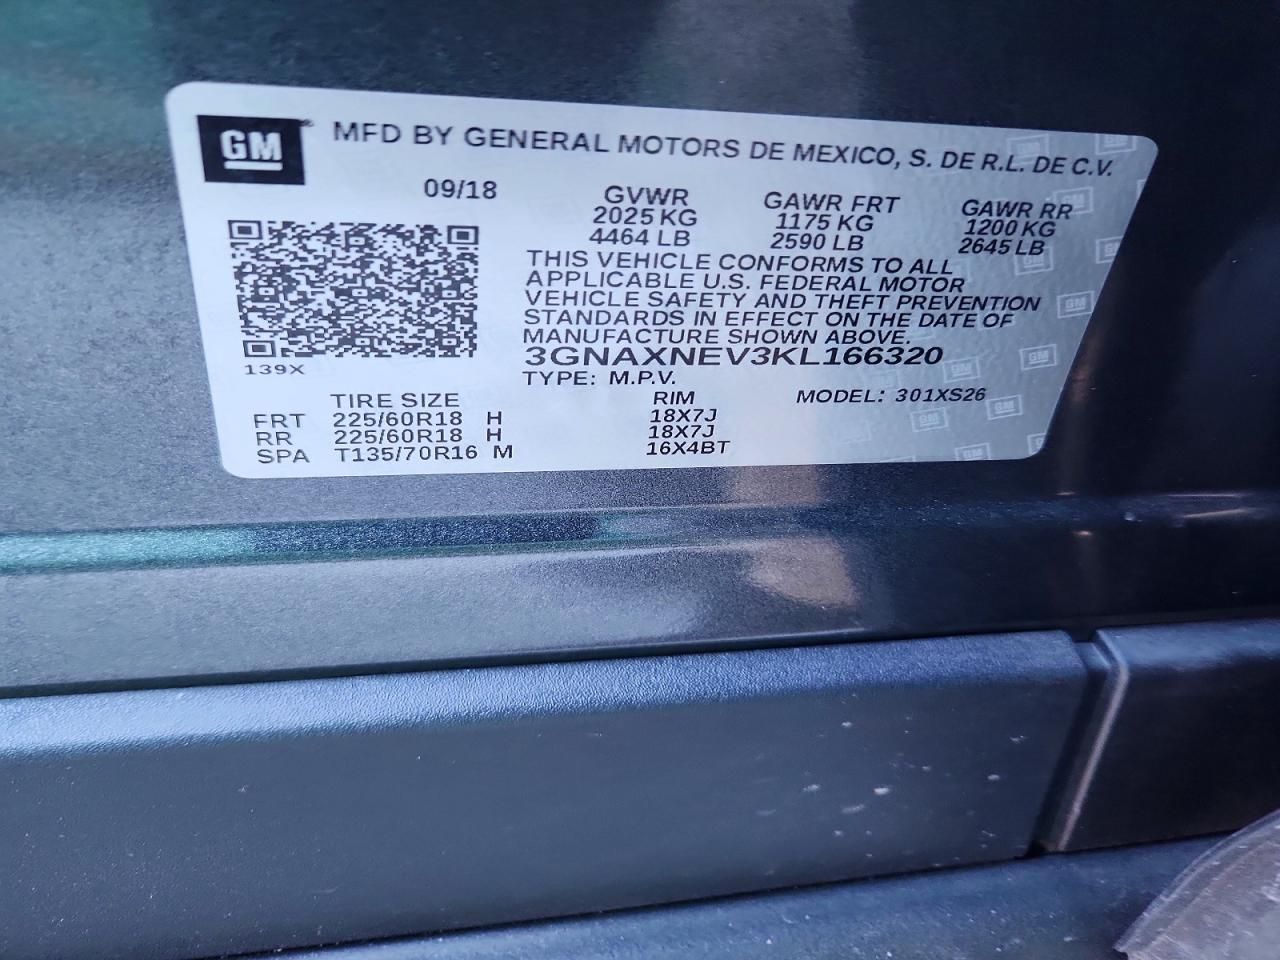 GM ® MFD BY GENERAL MOTORS DE MEXICO, S. DE R.L. DE C.V.
09/18 GVWR GAWR FRT GAWR RR
2025 KG 1175 KG 1200 KG
4464 LB 2590 LB 2645 LB
THIS VEHICLE CONFORMS TO ALL
APPLICABLE U.S. FEDERAL MOTOR
VEHICLE SAFETY AND THEFT PREVENTION
STANDARDS IN EFFECT ON THE DATE OF
MANUFACTURE SHOWN ABOVE.
3GNAXNEV3KL166320
139X
TYPE: M.P.V. MODEL: 301XS26
TIRE SIZE RIM
FRT 225/60R18 H 18X7J
RR 225/60R18 H 18X7J
SPA T135/70R16 M 16X4BT